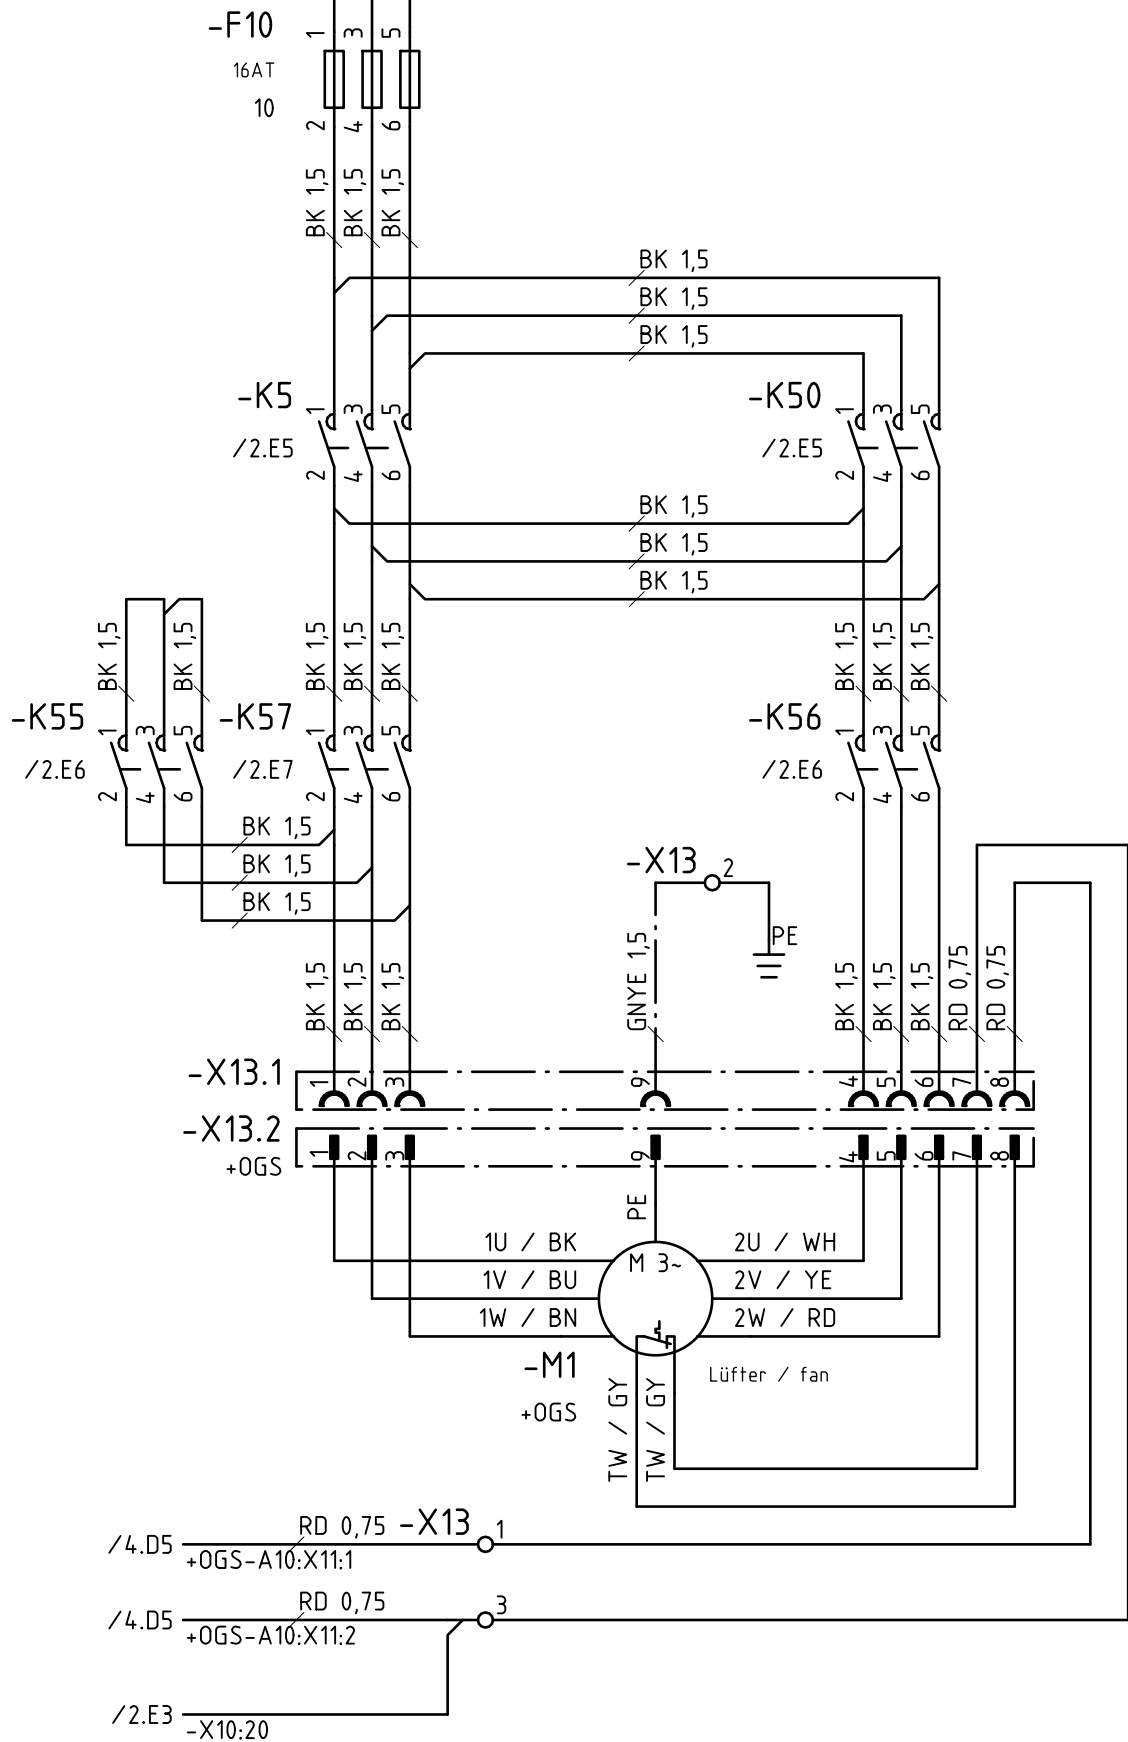 -F10
1 3 5
16AT
10
2 4 6
BK 1,5
BK 1,5
BK 1,5
BK 1,5
BK 1,5
BK 1,5
-K5
1 3 5
/2.E5
2 4 6
-K50
1 3 5
/2.E5
2 4 6
BK 1,5
BK 1,5
BK 1,5
BK 1,5
BK 1,5
BK 1,5
BK 1,5
BK 1,5
BK 1,5
BK 1,5
BK 1,5
-K55
1 3 5
/2.E6
2 4 6
-K57
1 3 5
/2.E7
2 4 6
-K56
1 3 5
/2.E6
2 4 6
BK 1,5
BK 1,5
BK 1,5
-X13 2
PE
BK 1,5
BK 1,5
BK 1,5
GNYE 1,5
BK 1,5
BK 1,5
BK 1,5
RD 0,75
RD 0,75
-X13.1
1 2 3 9 4 5 6 7 8
-X13.2
+OGS
1 2 3 9 4 5 6 7 8
PE
1U / BK
2U / WH
M 3~
1V / BU
2V / YE
1W / BN
2W / RD
-M1
+OGS
Lüfter / fan
TW / GY
TW / GY
/4.D5
RD 0,75
-X13 1
+OGS-A10:X11:1
/4.D5
RD 0,75
3
+OGS-A10:X11:2
/2.E3
-X10:20